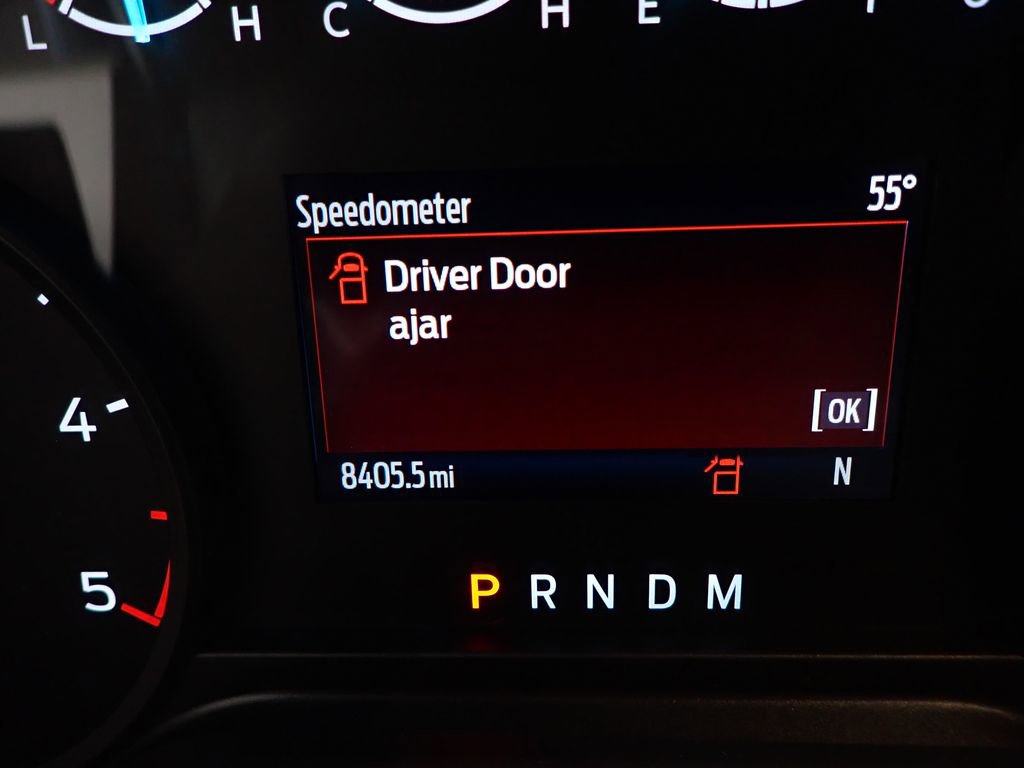 L H C H E
Speedometer 55°
Driver Door
ajar
[OK]
8405.5 mi N
4
5
P R N D M